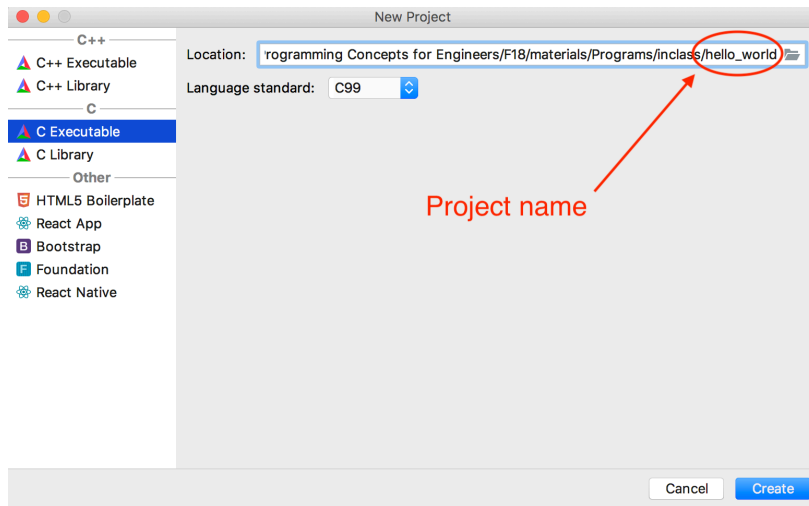 New Project
C++
C++ Executable
C++ Library
C
C Executable
C Library
Other
HTML5 Boilerplate
React App
B Bootstrap
F Foundation
React Native
Location: rogramming Concepts for Engineers/F18/materials/Programs/inclass/hello_world
Language standard: C99
Project name
Cancel Create